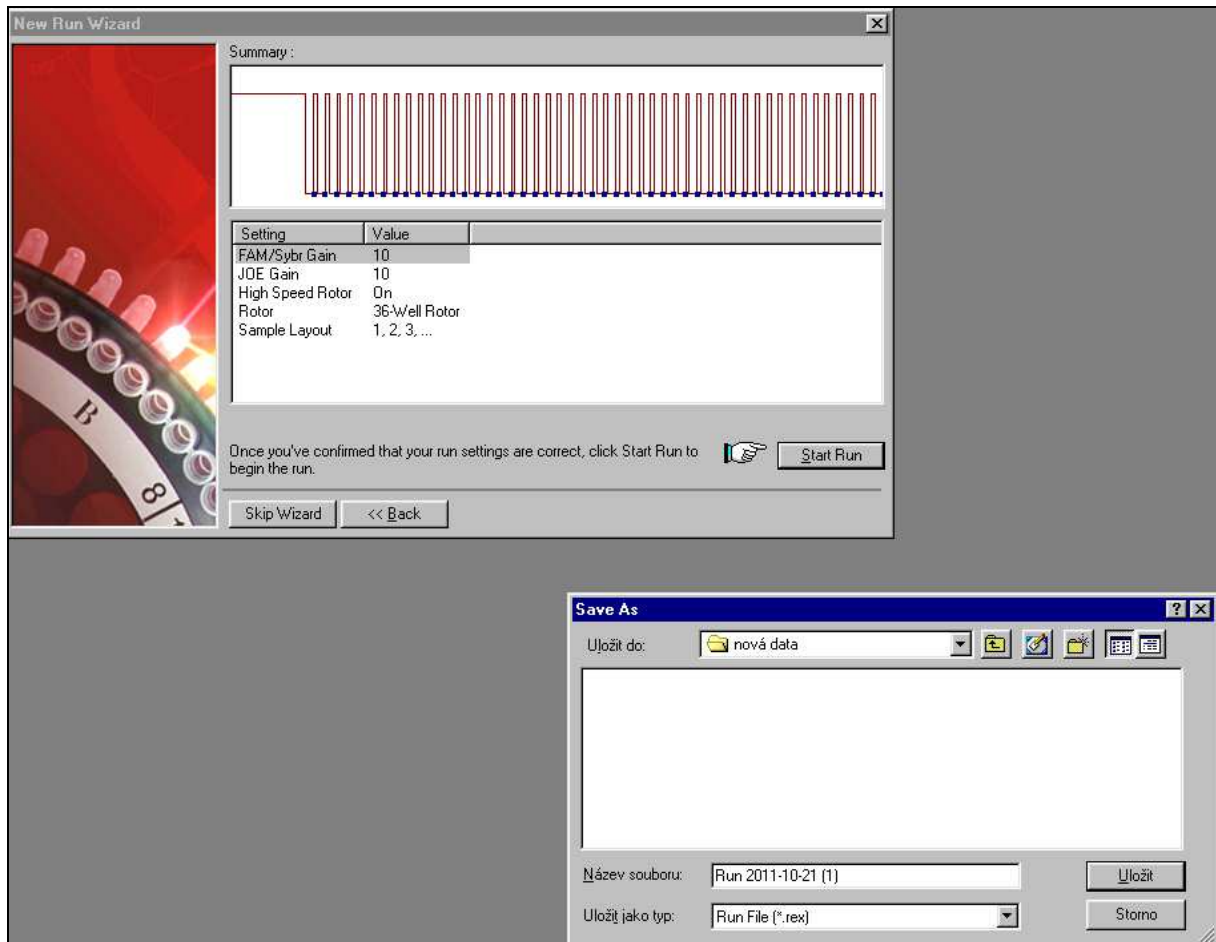 New Run Wizard
Summary :
Setting Value
FAM/Sybr Gain 10
JOE Gain 10
High Speed Rotor On
Rotor 36-Well Rotor
Sample Layout 1, 2, 3, ...
Once you've confirmed that your run settings are correct, click Start Run to
begin the run.
Start Run
Skip Wizard << Back
B
8
Save As
Uložit do: nová data
Název souboru: Run 2011-10-21 (1) Uložit
Uložit jako typ: Run File (*.rex) Storno